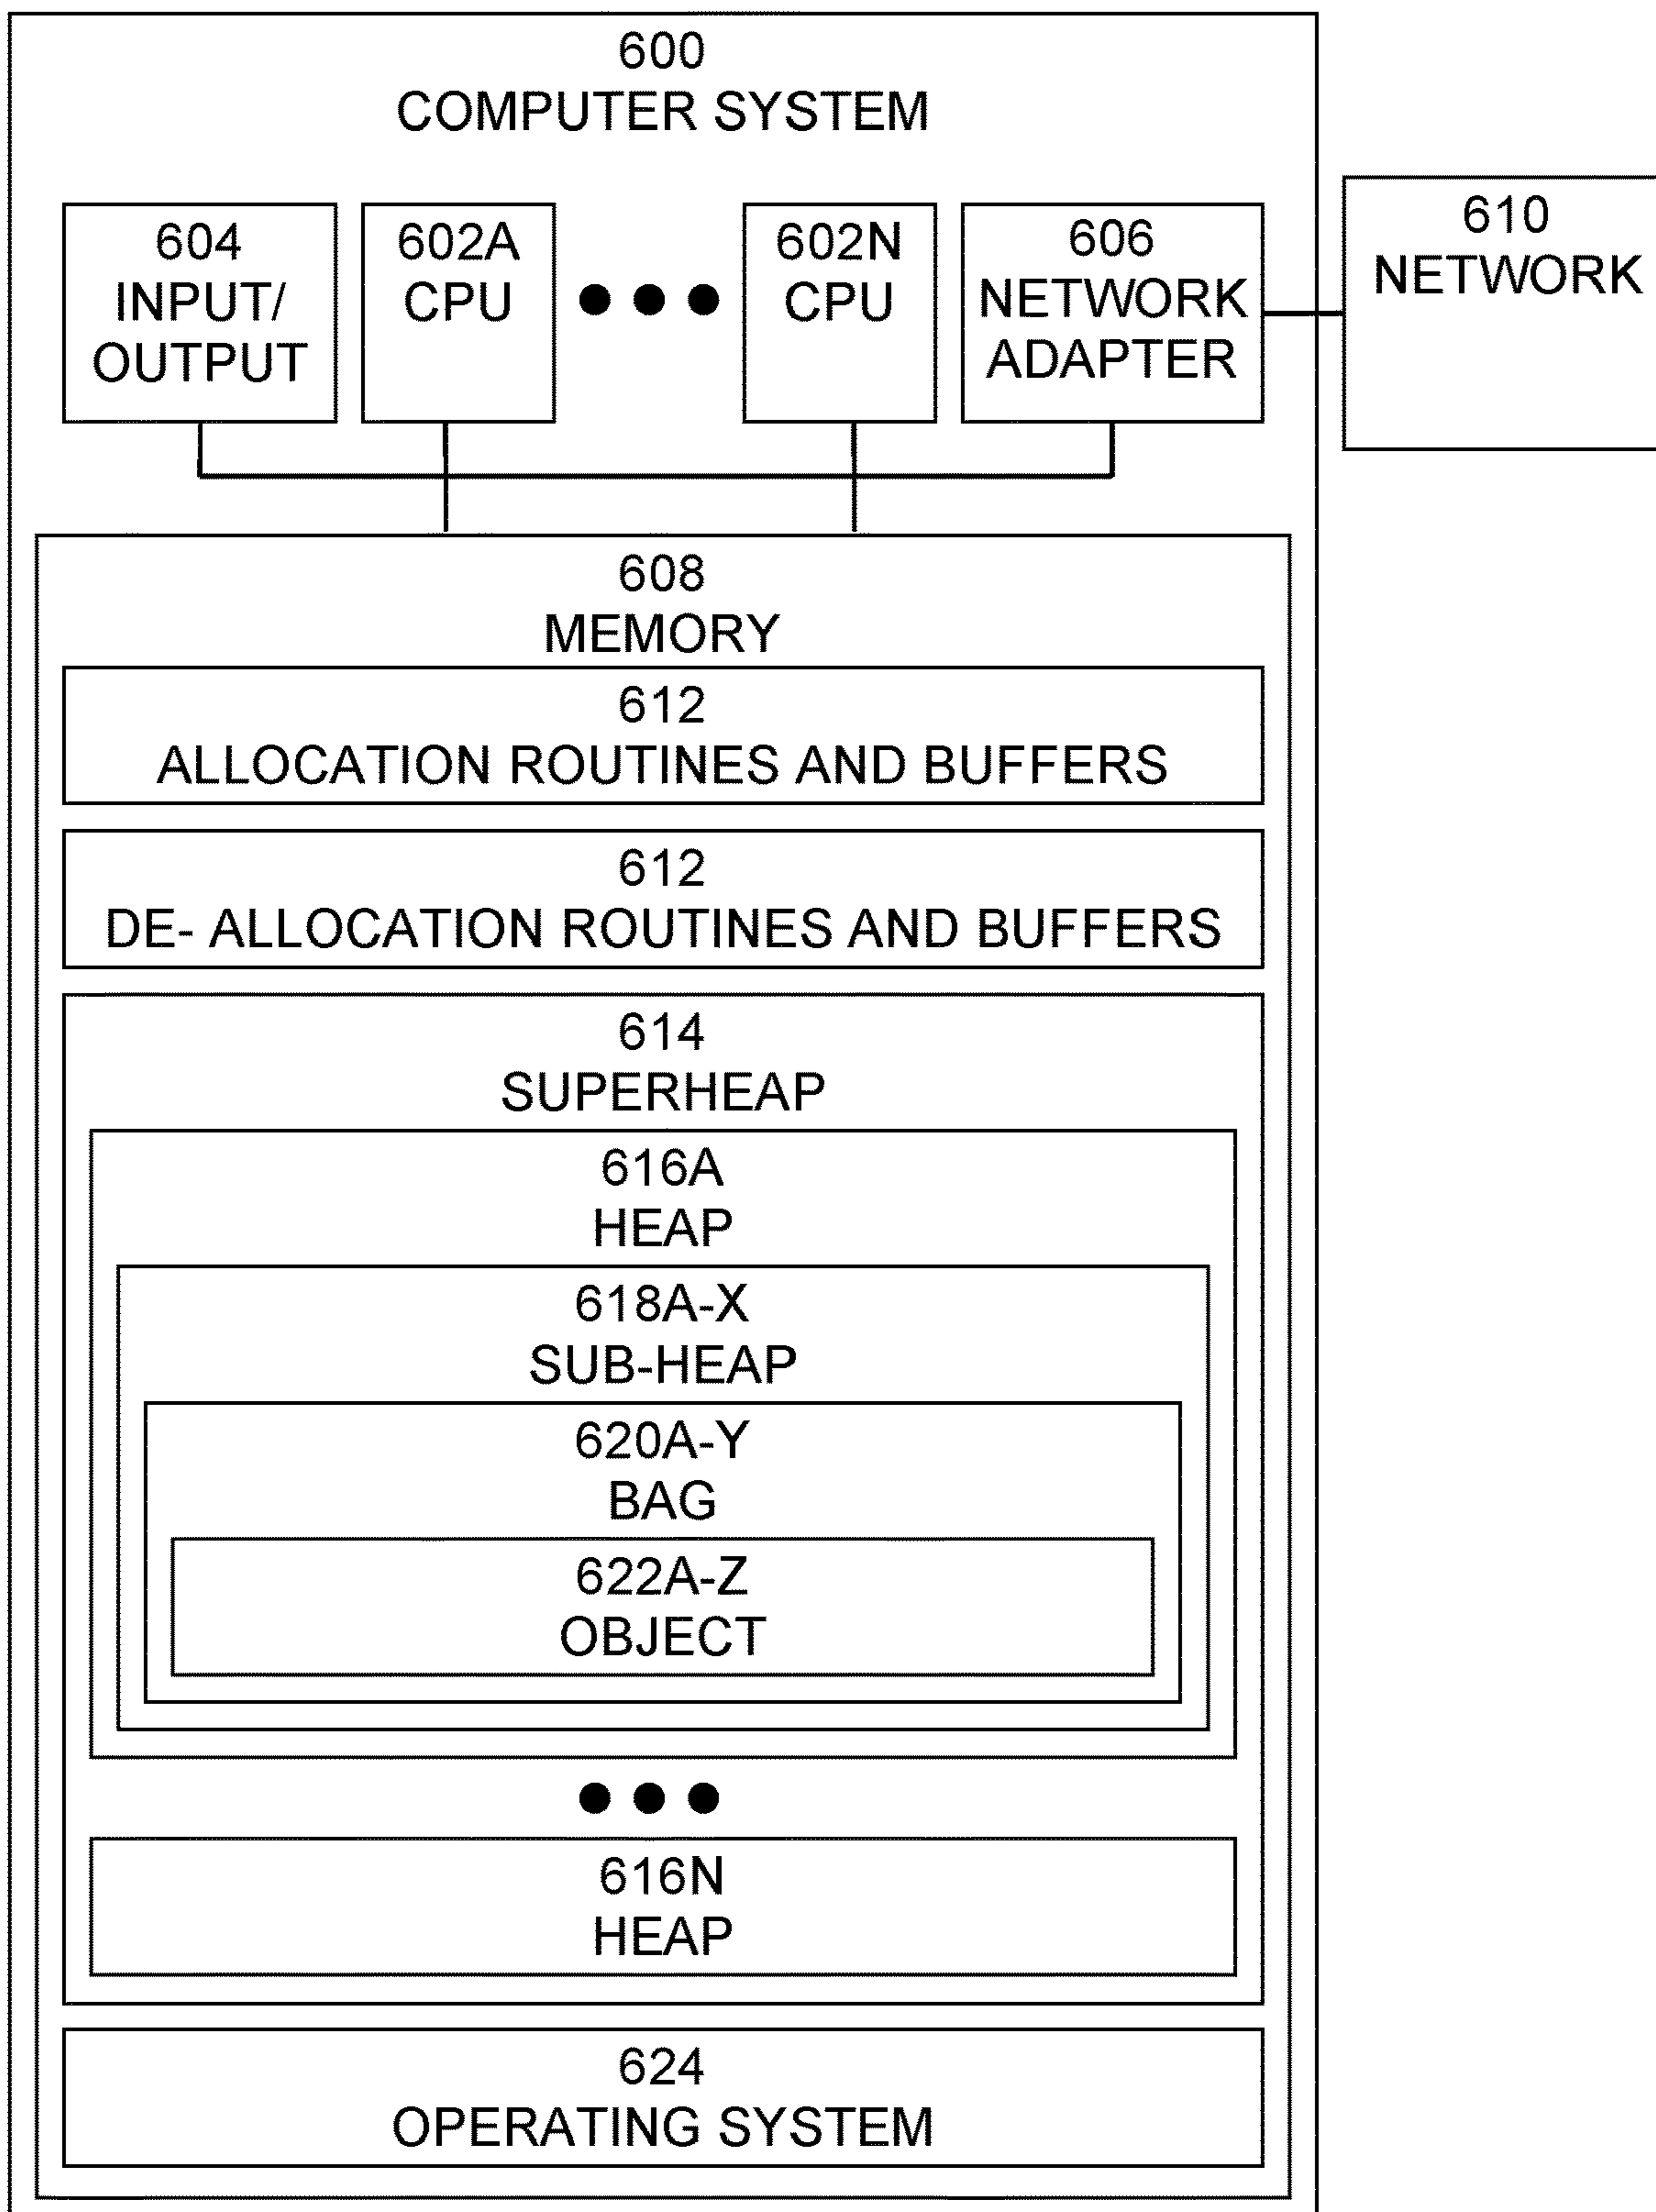 600
COMPUTER SYSTEM
604
INPUT/
OUTPUT
602A
CPU
602N
CPU
606
NETWORK
ADAPTER
610
NETWORK
608
MEMORY
612
ALLOCATION ROUTINES AND BUFFERS
612
DE- ALLOCATION ROUTINES AND BUFFERS
614
SUPERHEAP
616A
HEAP
618A-X
SUB-HEAP
620A-Y
BAG
622A-Z
OBJECT
616N
HEAP
624
OPERATING SYSTEM